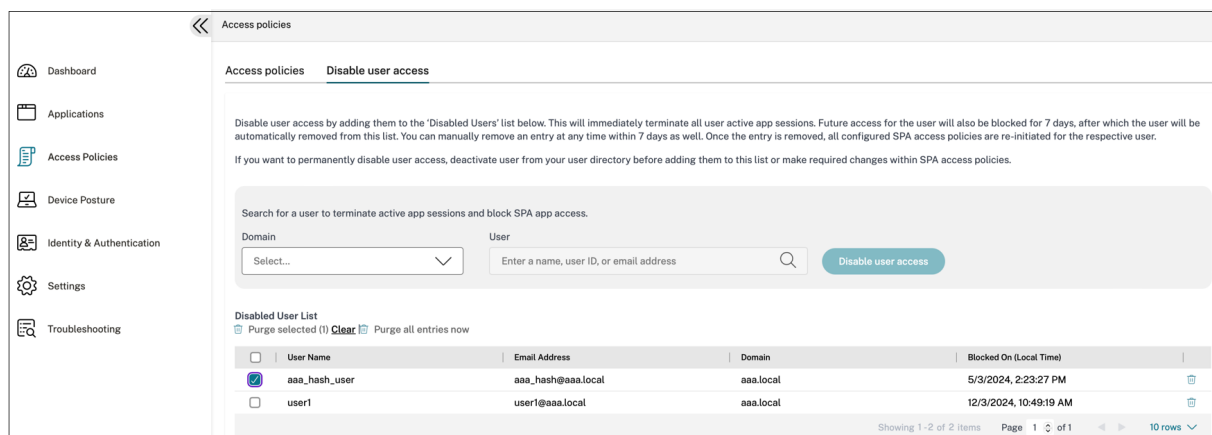 Access policies
Dashboard
Applications
Access Policies
Device Posture
Identity & Authentication
Settings
Troubleshooting
Access policies Disable user access
Disable user access by adding them to the 'Disabled Users' list below. This will immediately terminate all user active app sessions. Future access for the user will also be blocked for 7 days, after which the user will be
automatically removed from this list. You can manually remove an entry at any time within 7 days as well. Once the entry is removed, all configured SPA access policies are re-initiated for the respective user.
If you want to permanently disable user access, deactivate user from your user directory before adding them to this list or make required changes within SPA access policies.
Search for a user to terminate active app sessions and block SPA app access.
Domain User
Select... Enter a name, user ID, or email address Disable user access
Disabled User List
Purge selected (1) Clear Purge all entries now
User Name Email Address Domain Blocked On (Local Time)
aaa_hash_user aaa_hash@aaa.local aaa.local 5/3/2024, 2:23:27 PM
user1 user1@aaa.local aaa.local 12/3/2024, 10:49:19 AM
Showing 1-2 of 2 items Page 1 of 1 10 rows